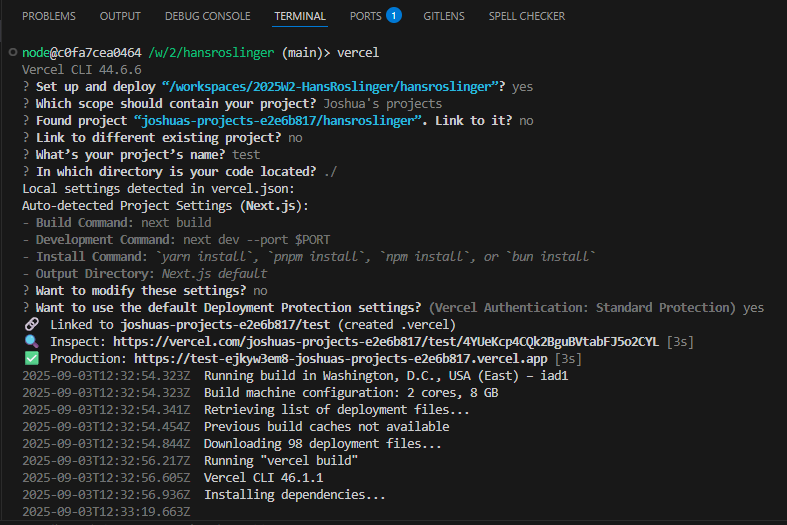 PROBLEMS OUTPUT DEBUG CONSOLE TERMINAL PORTS 1 GITLENS SPELL CHECKER
node@c0fa7cea0464 /w/2/hansroslinger (main)> vercel
Vercel CLI 44.6.6
? Set up and deploy “/workspaces/2025W2-HansRoslinger/hansroslinger”? yes
? Which scope should contain your project? Joshua's projects
? Found project “joshuas-projects-e2e6b817/hansroslinger”. Link to it? no
? Link to different existing project? no
? What’s your project’s name? test
? In which directory is your code located? ./
Local settings detected in vercel.json:
Auto-detected Project Settings (Next.js):
- Build Command: next build
- Development Command: next dev --port $PORT
- Install Command: `yarn install`, `pnpm install`, `npm install`, or `bun install`
- Output Directory: Next.js default
? Want to modify these settings? no
? Want to use the default Deployment Protection settings? (Vercel Authentication: Standard Protection) yes
🔗 Linked to joshuas-projects-e2e6b817/test (created .vercel)
🔍 Inspect: https://vercel.com/joshuas-projects-e2e6b817/test/4YUeKcp4CQk2BguBVtabFJ5o2CYL [3s]
✅ Production: https://test-ejkyw3em8-joshuas-projects-e2e6b817.vercel.app [3s]
2025-09-03T12:32:54.323Z Running build in Washington, D.C., USA (East) – iad1
2025-09-03T12:32:54.323Z Build machine configuration: 2 cores, 8 GB
2025-09-03T12:32:54.341Z Retrieving list of deployment files...
2025-09-03T12:32:54.454Z Previous build caches not available
2025-09-03T12:32:54.844Z Downloading 98 deployment files...
2025-09-03T12:32:56.217Z Running "vercel build"
2025-09-03T12:32:56.605Z Vercel CLI 46.1.1
2025-09-03T12:32:56.936Z Installing dependencies...
2025-09-03T12:33:19.663Z